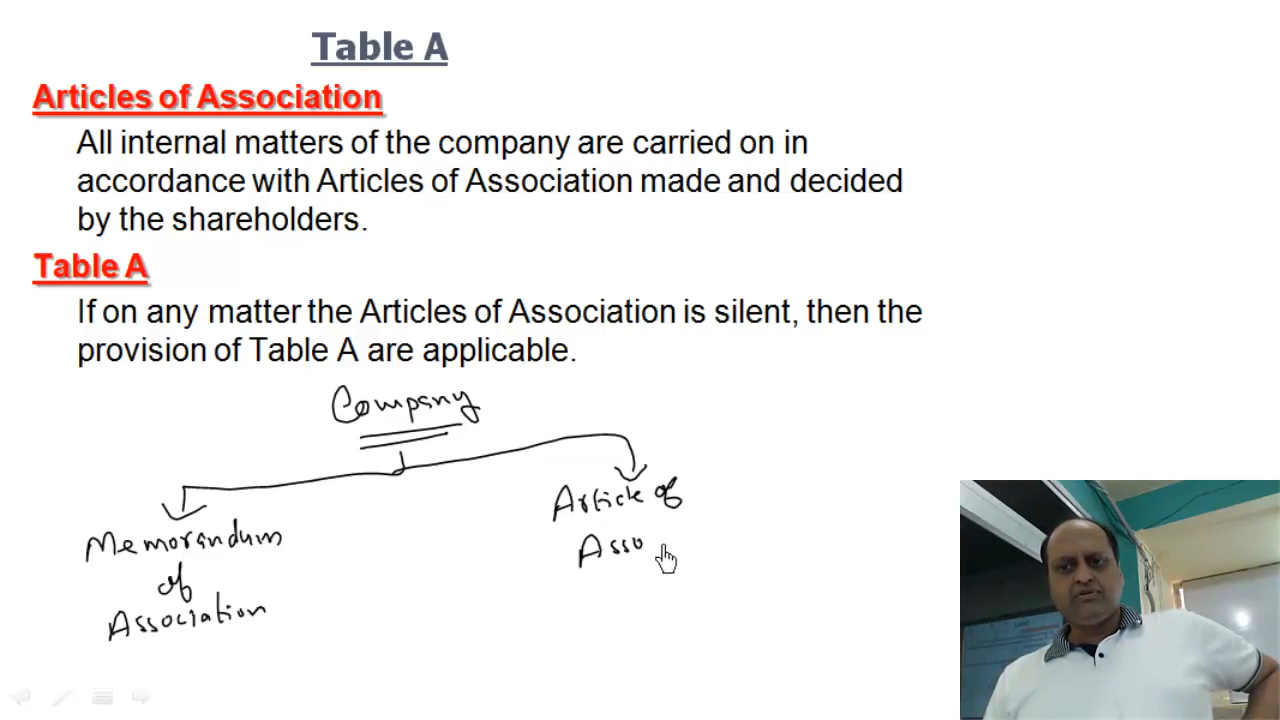 Table A
Articles of Association
All internal matters of the company are carried on in
accordance with Articles of Association made and decided
by the shareholders.
Table A
If on any matter the Articles of Association is silent, then the
provision of Table A are applicable.
Company
Memorandum
of
Association
Article of
Asso